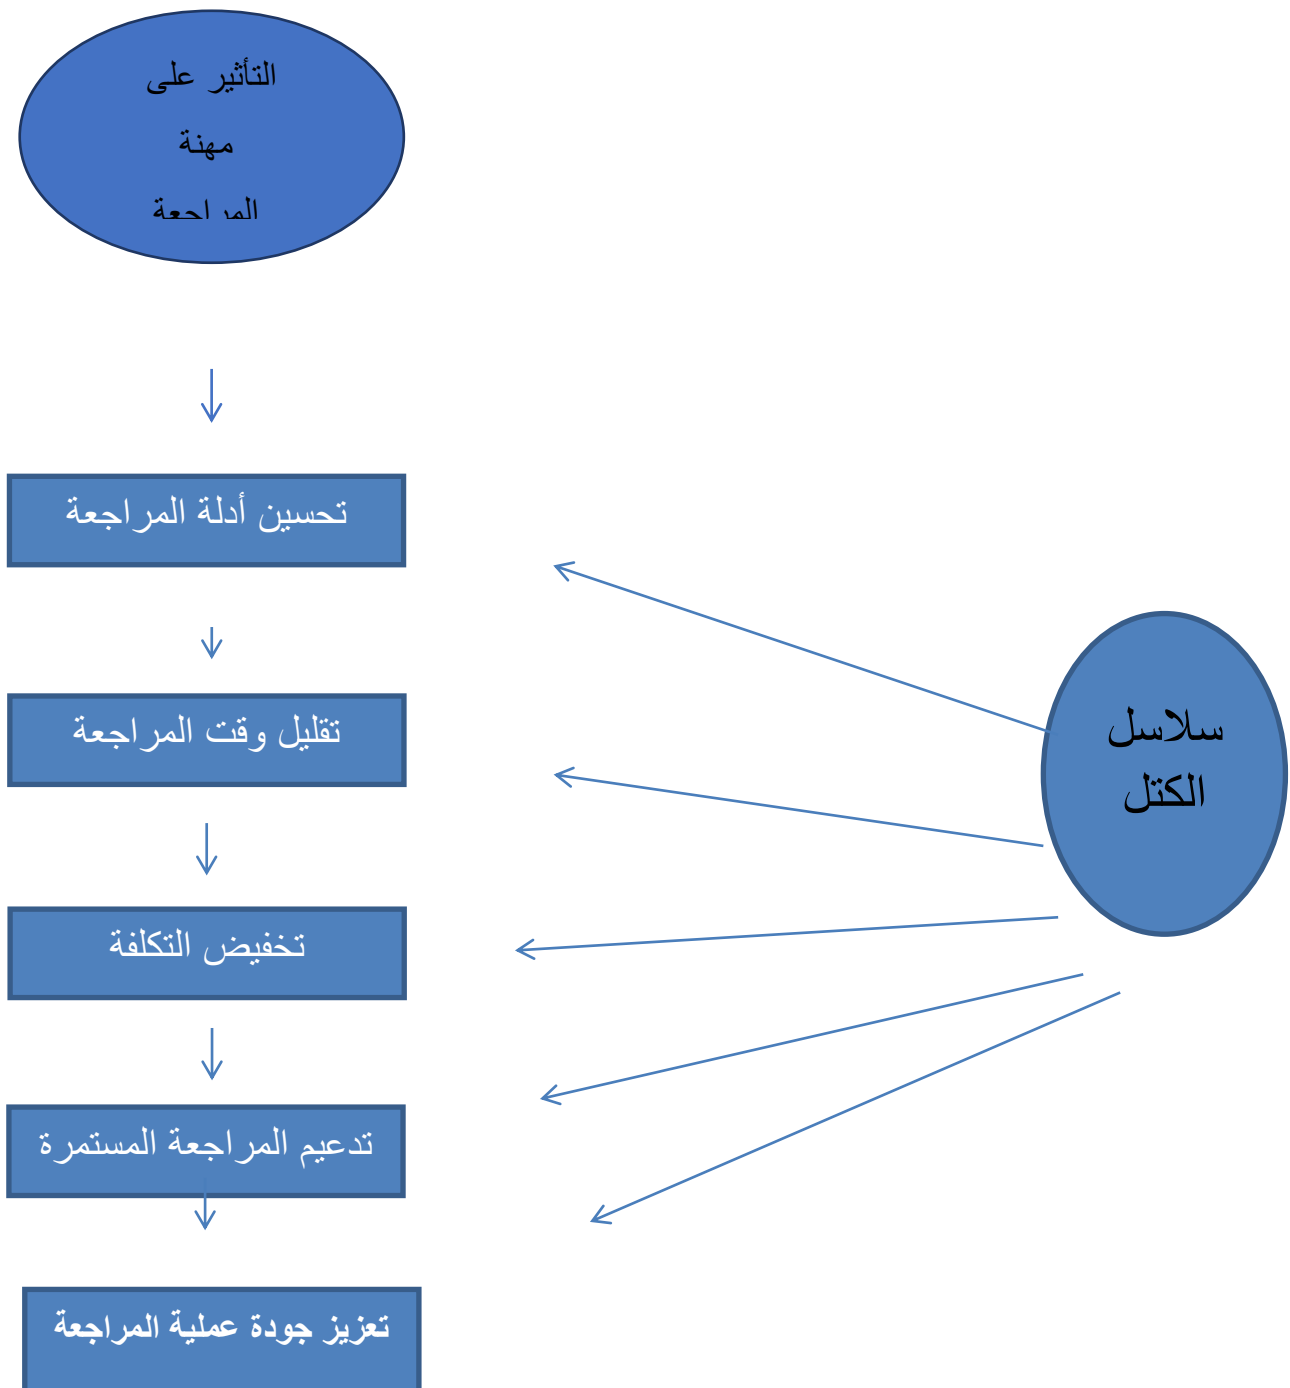 التأثير على
مهنة
المراجعة
تحسين أدلة المراجعة
تقليل وقت المراجعة
سلاسل
الكتل
تخفيض التكلفة
تدعيم المراجعة المستمرة
تعزيز جودة عملية المراجعة